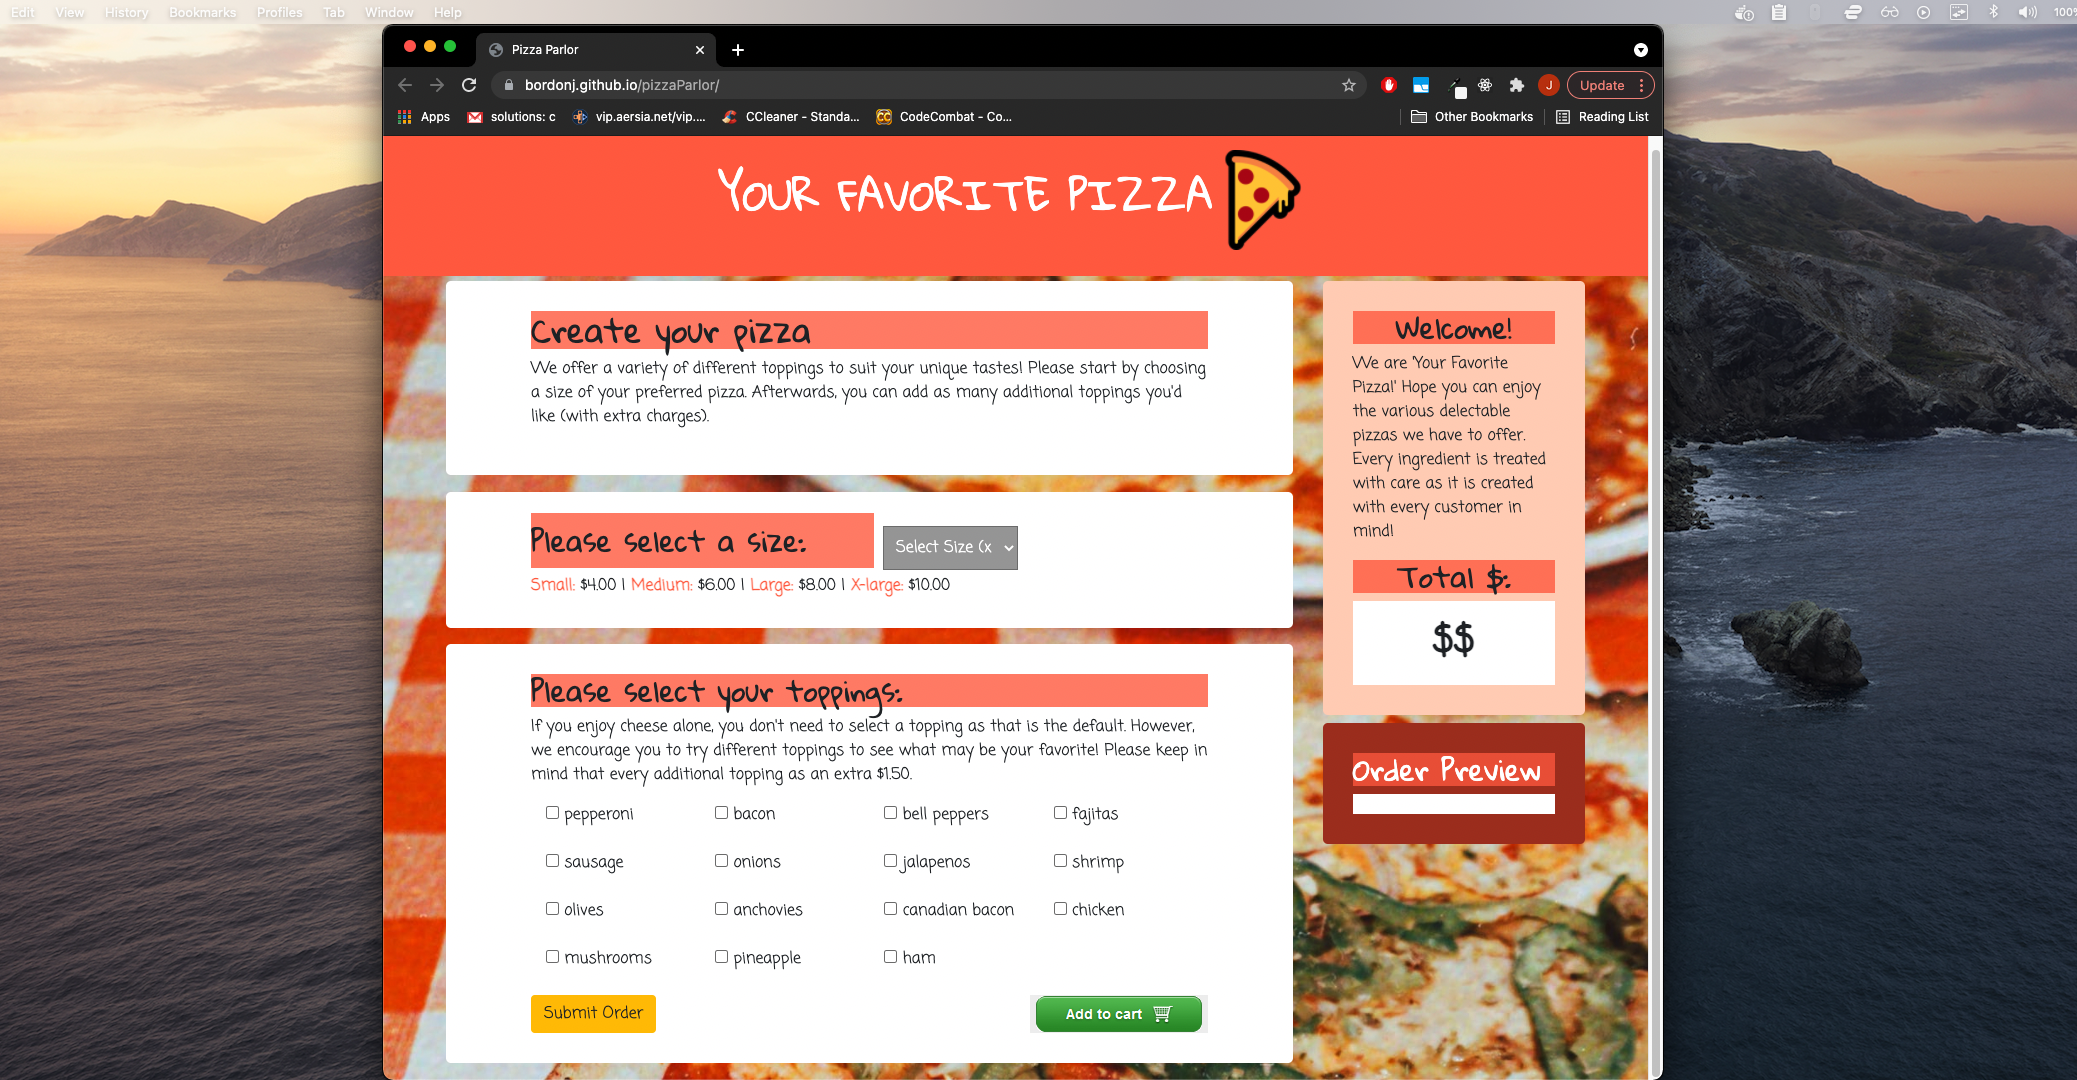 Edit View History Bookmarks Profiles Tab Window Help 100%
Pizza Parlor
bordonj.github.io/pizzaParlor/
J Update
Apps solutions: c vip.aersia.net/vip.... CCleaner - Standa... CC CodeCombat - Co... Other Bookmarks Reading List
YOUR FAVORITE PIZZA
Create your pizza
We offer a variety of different toppings to suit your unique tastes! Please start by choosing
a size of your preferred pizza. Afterwards, you can add as many additional toppings you'd
like (with extra charges).
Please select a size:
Select Size (x
Small: $4.00 | Medium: $6.00 | Large: $8.00 | X-large: $10.00
Please select your toppings:
If you enjoy cheese alone, you don't need to select a topping as that is the default. However,
we encourage you to try different toppings to see what may be your favorite! Please keep in
mind that every additional topping as an extra $1.50.
pepperoni bacon bell peppers fajitas
sausage onions jalapenos shrimp
olives anchovies canadian bacon chicken
mushrooms pineapple ham
Submit Order
Add to cart
Welcome!
We are 'Your Favorite
Pizza!' Hope you can enjoy
the various delectable
pizzas we have to offer.
Every ingredient is treated
with care as it is created
with every customer in
mind!
Total $:
$$
Order Preview